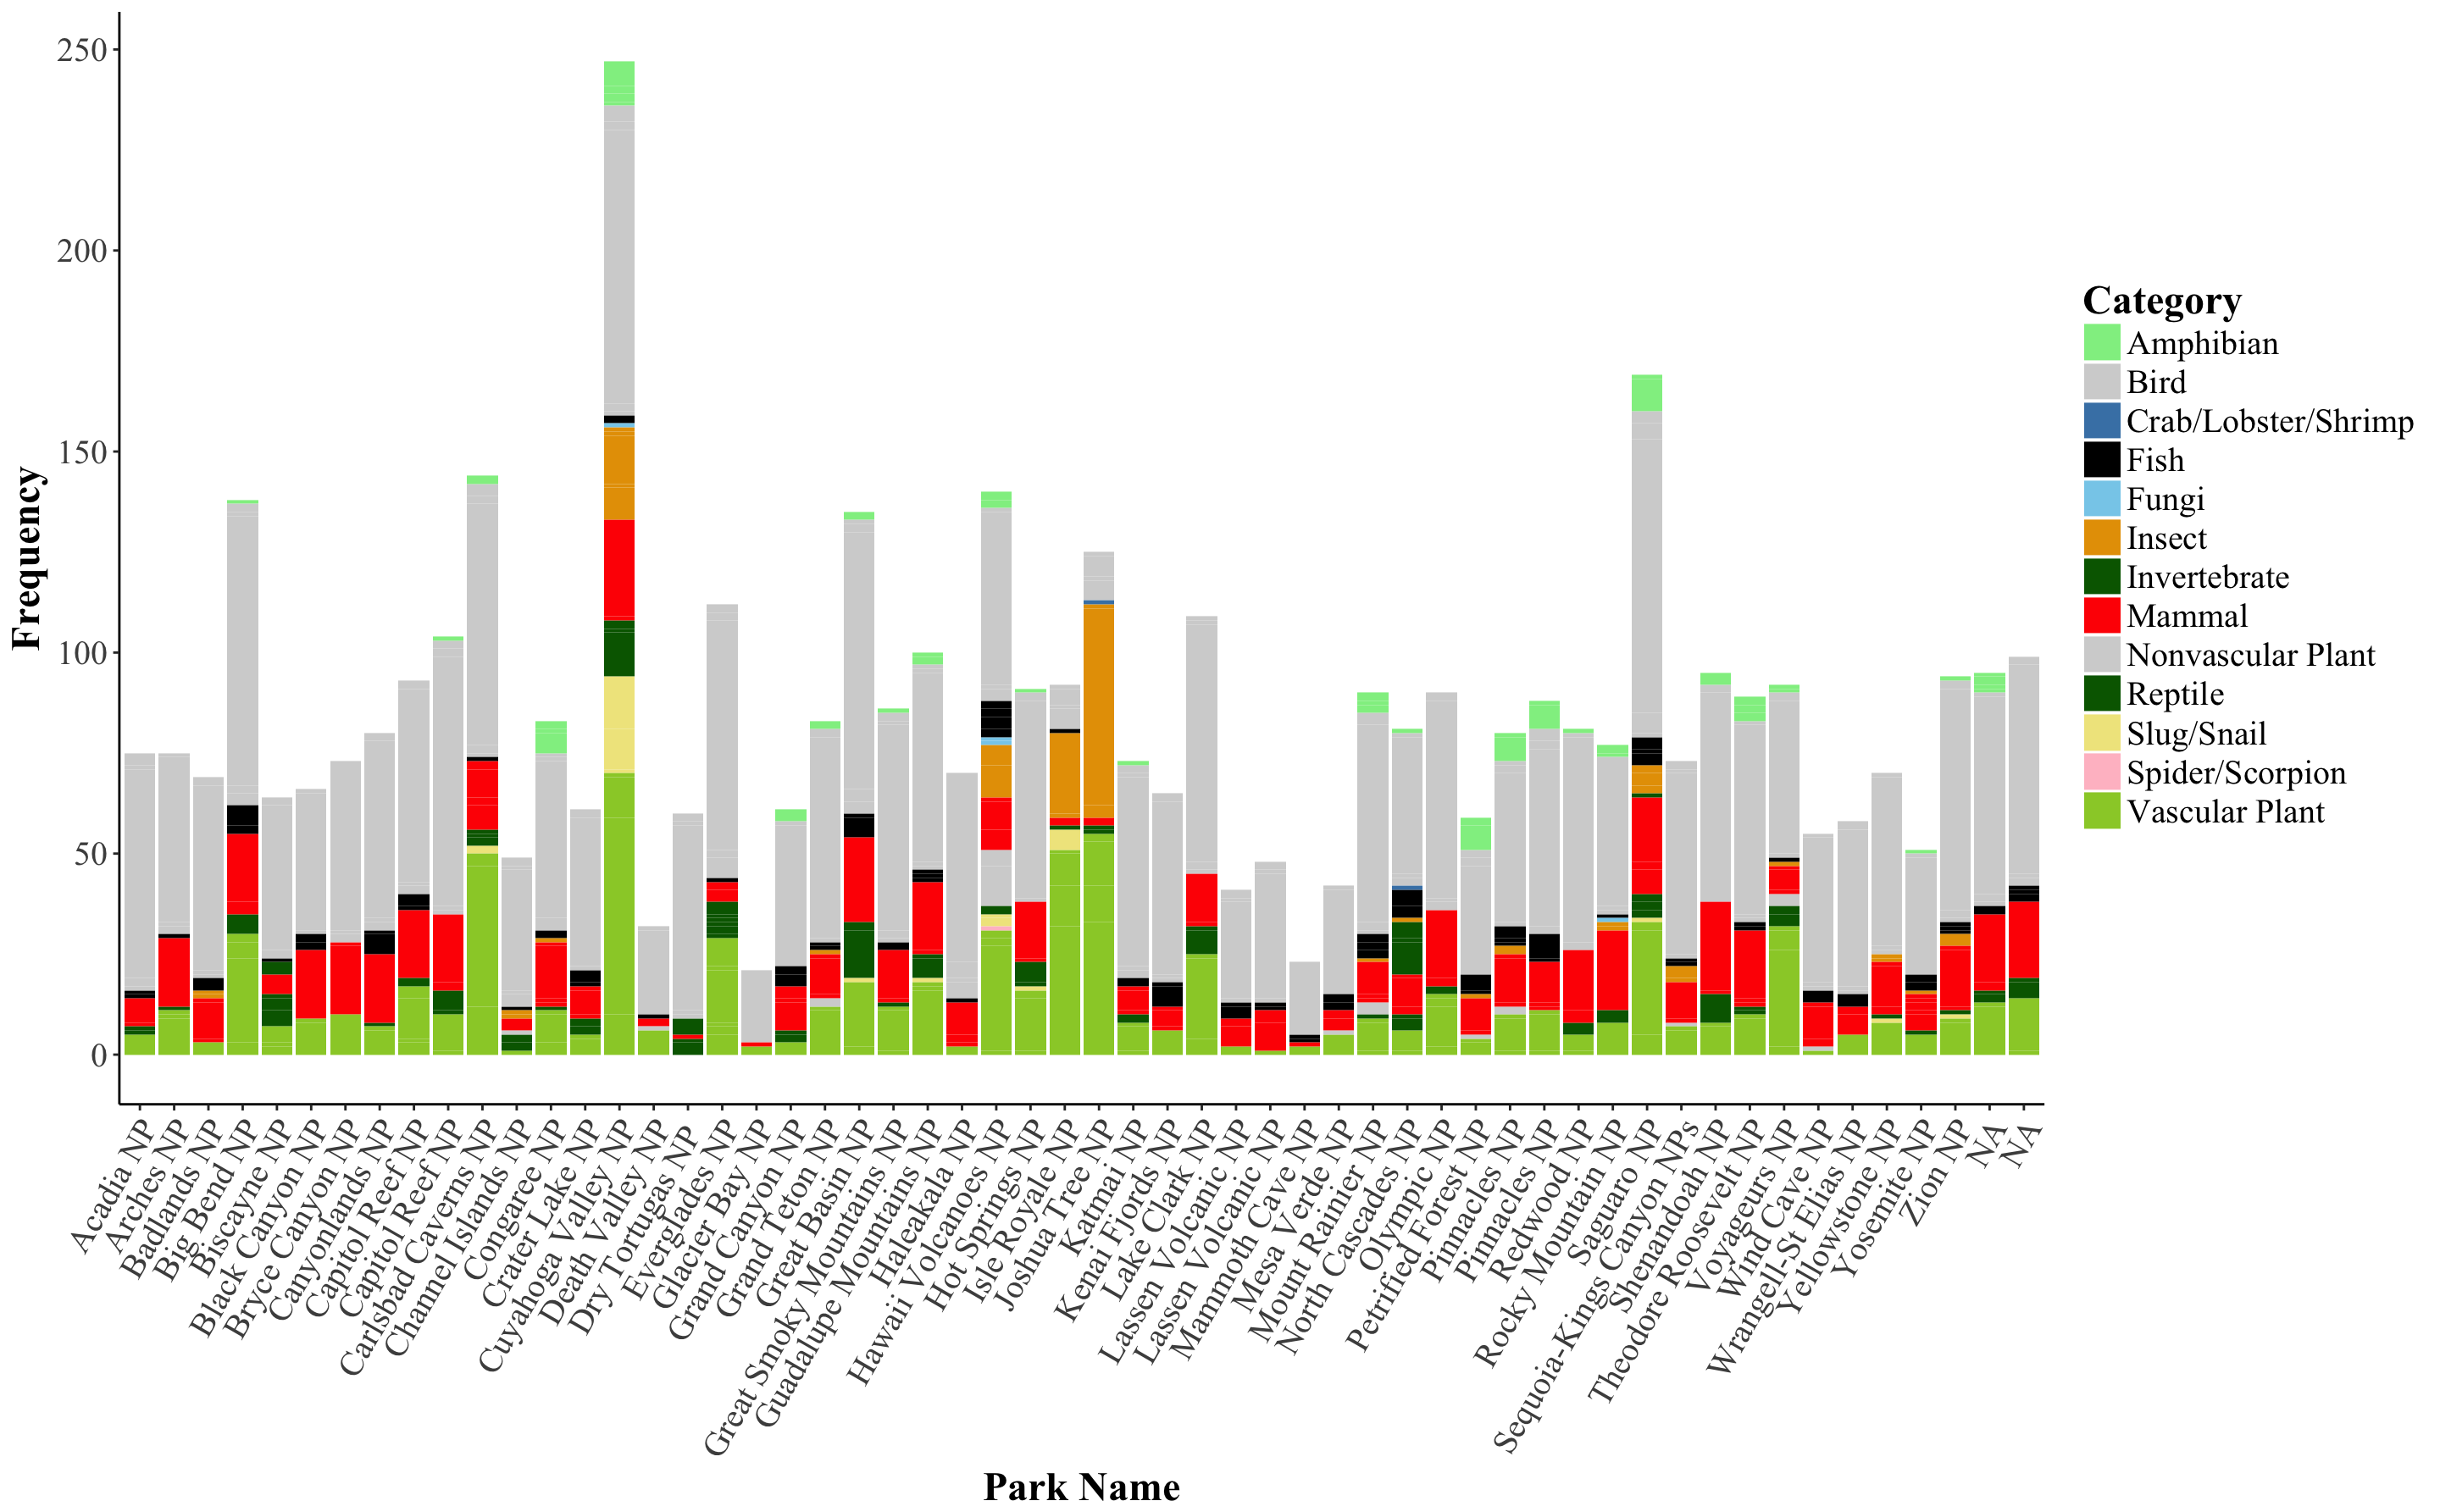 250
200
150
100
50
0
Frequency
Acadia NP
Arches NP
Badlands NP
Big Bend NP
Biscayne NP
Black Canyon NP
Bryce Canyon NP
Canyonlands NP
Capitol Reef NP
Capitol Reef NP
Carlsbad Caverns NP
Channel Islands NP
Congaree NP
Crater Lake NP
Cuyahoga Valley NP
Death Valley NP
Dry Tortugas NP
Everglades NP
Glacier Bay NP
Grand Canyon NP
Grand Teton NP
Great Basin NP
Great Smoky Mountains NP
Guadalupe Mountains NP
Haleakala NP
Hawaii Volcanoes NP
Hot Springs NP
Isle Royale NP
Joshua Tree NP
Katmai NP
Kenai Fjords NP
Lake Clark NP
Lassen Volcanic NP
Lassen Volcanic NP
Mammoth Cave NP
Mesa Verde NP
Mount Rainier NP
North Cascades NP
Olympic NP
Petrified Forest NP
Pinnacles NP
Pinnacles NP
Redwood NP
Rocky Mountain NP
Saguaro NP
Sequoia-Kings Canyon NPs
Shenandoah NP
Theodore Roosevelt NP
Voyageurs NP
Wind Cave NP
Wrangell-St Elias NP
Yellowstone NP
Yosemite NP
Zion NP
NA
NA
Park Name
Category
Amphibian
Bird
Crab/Lobster/Shrimp
Fish
Fungi
Insect
Invertebrate
Mammal
Nonvascular Plant
Reptile
Slug/Snail
Spider/Scorpion
Vascular Plant